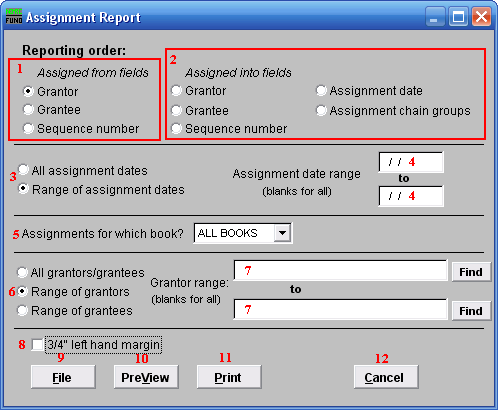 FUND Assignment Report
Reporting order:
1 Assigned from fields
Grantor
Grantee
Sequence number
2
Assigned into fields
Grantor Assignment date
Grantee Assignment chain groups
Sequence number
3 All assignment dates
Range of assignment dates
Assignment date range
(blanks for all)
/ / 4
to
/ / 4
5 Assignments for which book? ALL BOOKS
All grantors/grantees
6 Range of grantors
Range of grantees
Grantor range:
(blanks for all)
7 Find
to
7 Find
8 3/4" left hand margin
9 10 11 12
File PreView Print Cancel